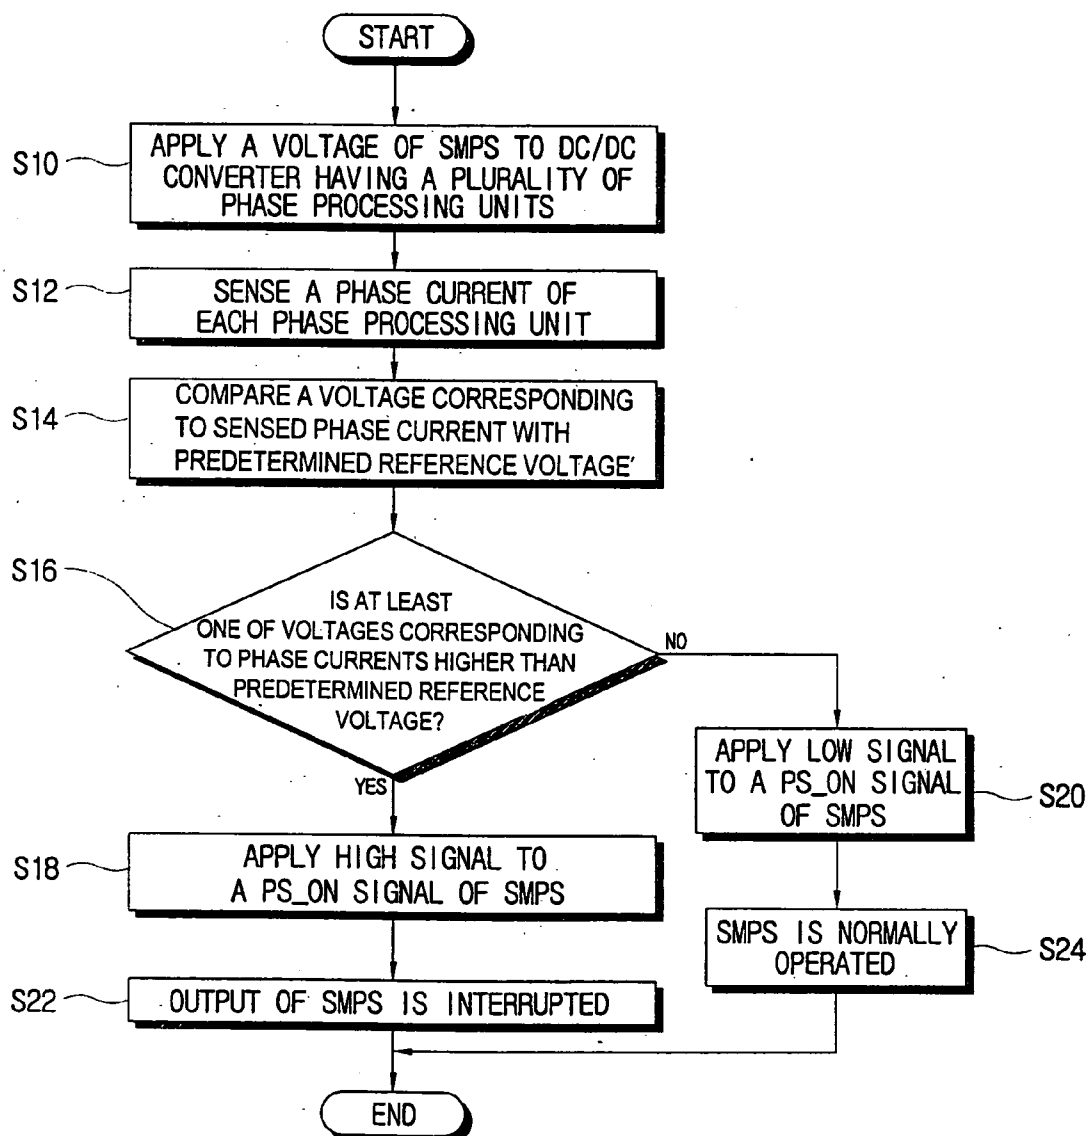 START
S10
APPLY A VOLTAGE OF SMPS TO DC/DC
CONVERTER HAVING A PLURALITY OF
PHASE PROCESSING UNITS
S12
SENSE A PHASE CURRENT OF
EACH PHASE PROCESSING UNIT
S14
COMPARE A VOLTAGE CORRESPONDING
TO SENSED PHASE CURRENT WITH
PREDETERMINED REFERENCE VOLTAGE'
S16
IS AT LEAST
ONE OF VOLTAGES CORRESPONDING
TO PHASE CURRENTS HIGHER THAN
PREDETERMINED REFERENCE
VOLTAGE?
NO
YES
APPLY LOW SIGNAL
TO A PS_ON SIGNAL
OF SMPS
S20
S18
APPLY HIGH SIGNAL TO
A PS_ON SIGNAL OF SMPS
SMPS IS NORMALLY
OPERATED
S24
S22
OUTPUT OF SMPS IS INTERRUPTED
END